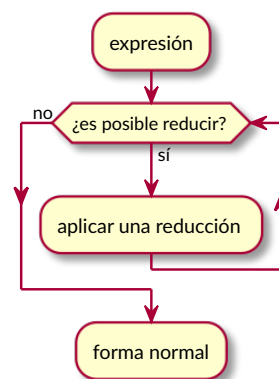 expresión
no
¿es posible reducir?
sí
aplicar una reducción
forma normal